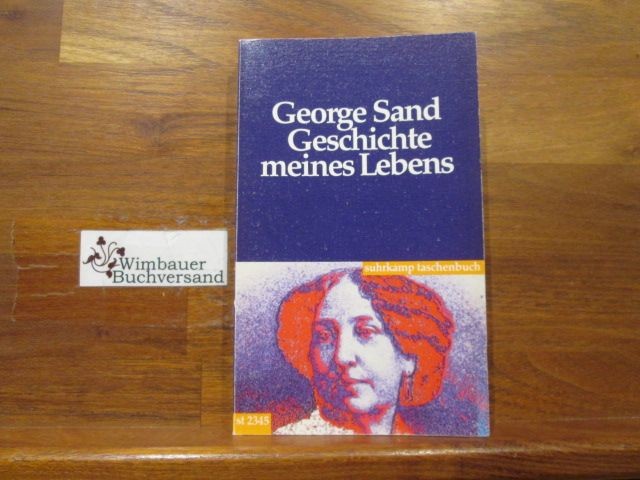 George Sand
Geschichte
meines Lebens
suhrkamp taschenbuch
Wimbauer
Buchversand
st 2345